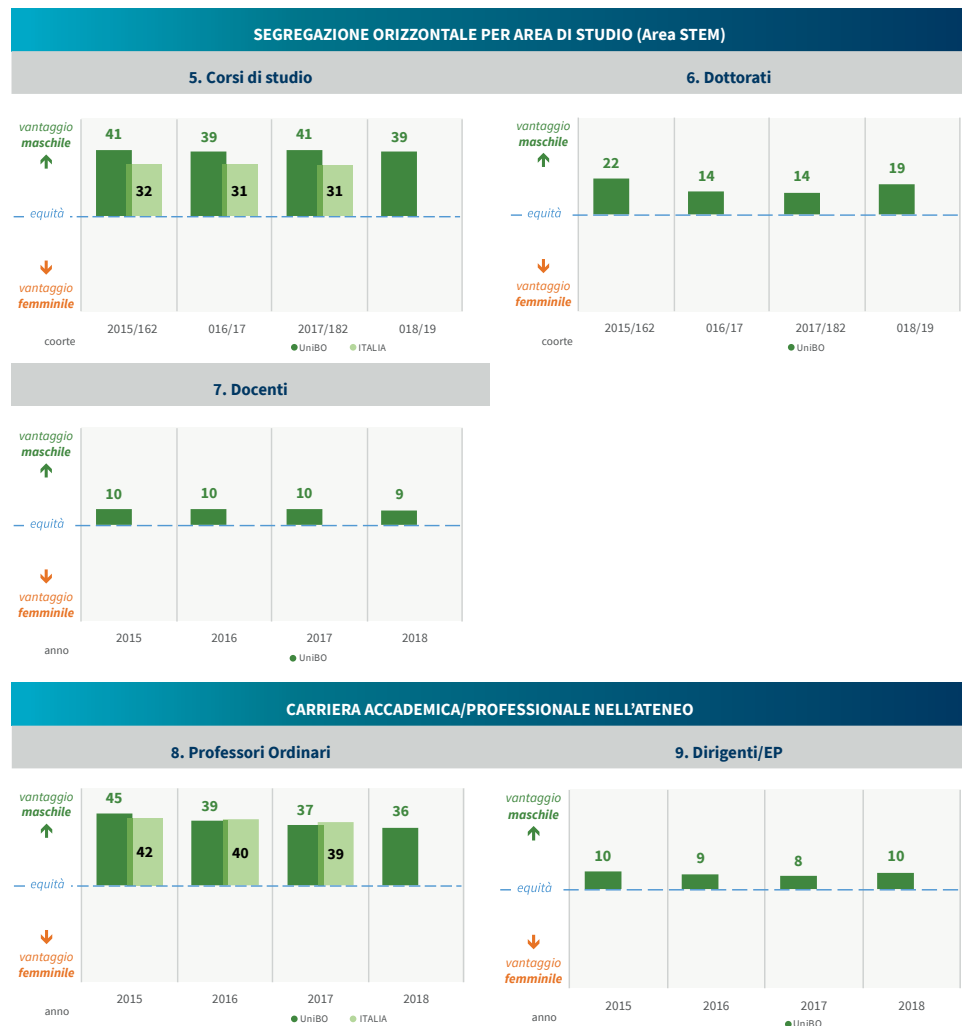 SEGREGAZIONE ORIZZONTALE PER AREA DI STUDIO (Area STEM)
5. Corsi di studio
vantaggio
maschile
equità
vantaggio
femminile
41 39 41 39
32 31 31
2015/162 016/17 2017/182 018/19
coorte
UniBO ITALIA
6. Dottorati
vantaggio
maschile
equità
vantaggio
femminile
22 14 14 19
2015/162 016/17 2017/182 018/19
coorte
UniBO
7. Docenti
vantaggio
maschile
equità
vantaggio
femminile
10 10 10 9
2015 2016 2017 2018
anno
UniBO
CARRIERA ACCADEMICA/PROFESSIONALE NELL'ATENEO
8. Professori Ordinari
vantaggio
maschile
equità
vantaggio
femminile
45 39 37 36
42 40 39
2015 2016 2017 2018
anno
UniBO ITALIA
9. Dirigenti/EP
vantaggio
maschile
equità
vantaggio
femminile
10 9 8 10
2015 2016 2017 2018
anno
UniBO